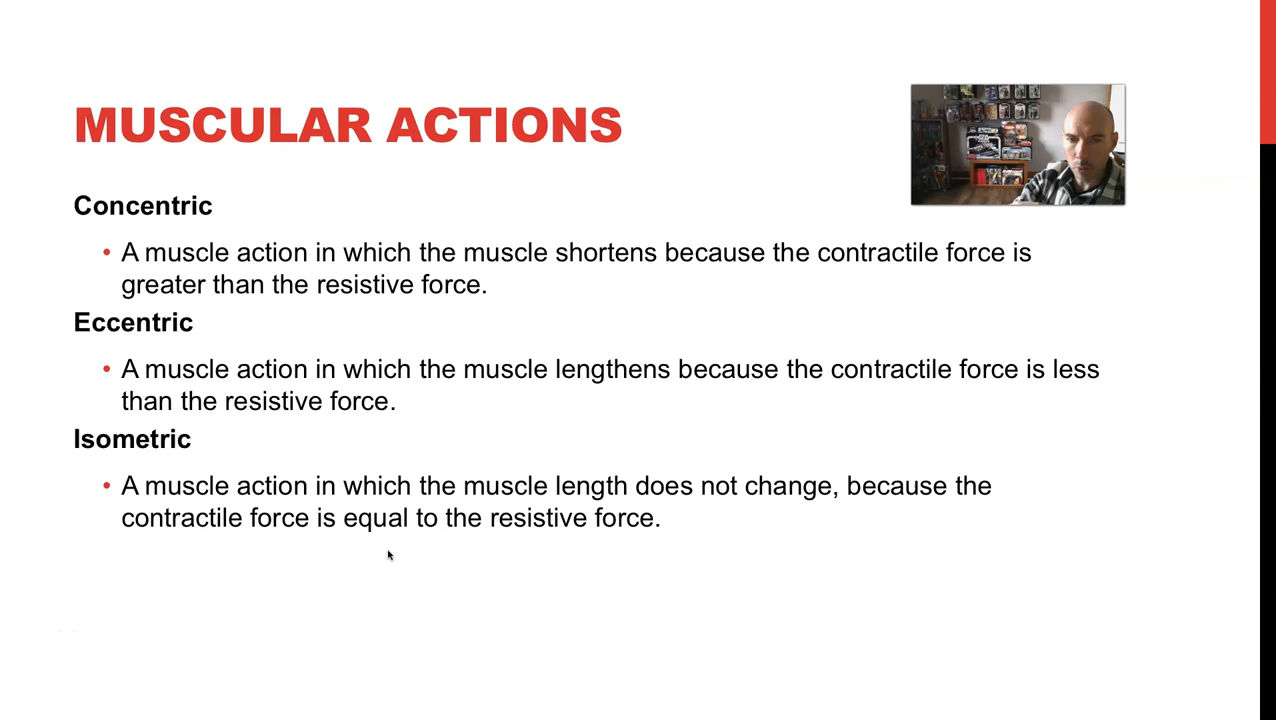 MUSCULAR ACTIONS
Concentric
• A muscle action in which the muscle shortens because the contractile force is
greater than the resistive force.
Eccentric
• A muscle action in which the muscle lengthens because the contractile force is less
than the resistive force.
Isometric
• A muscle action in which the muscle length does not change, because the
contractile force is equal to the resistive force.